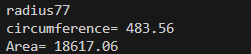 radius77
circumference= 483.56
Area= 18617.06